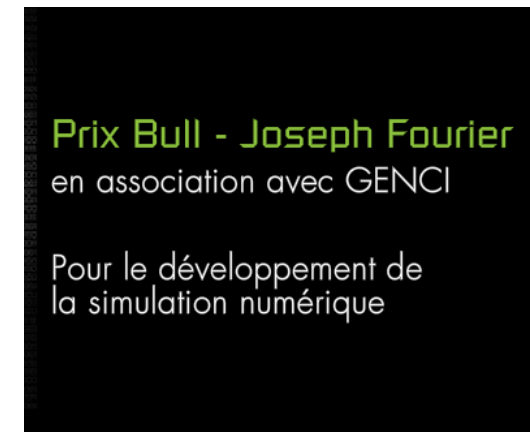 Prix Bull - Joseph Fourier
en association avec GENCI
Pour le développement de
la simulation numérique